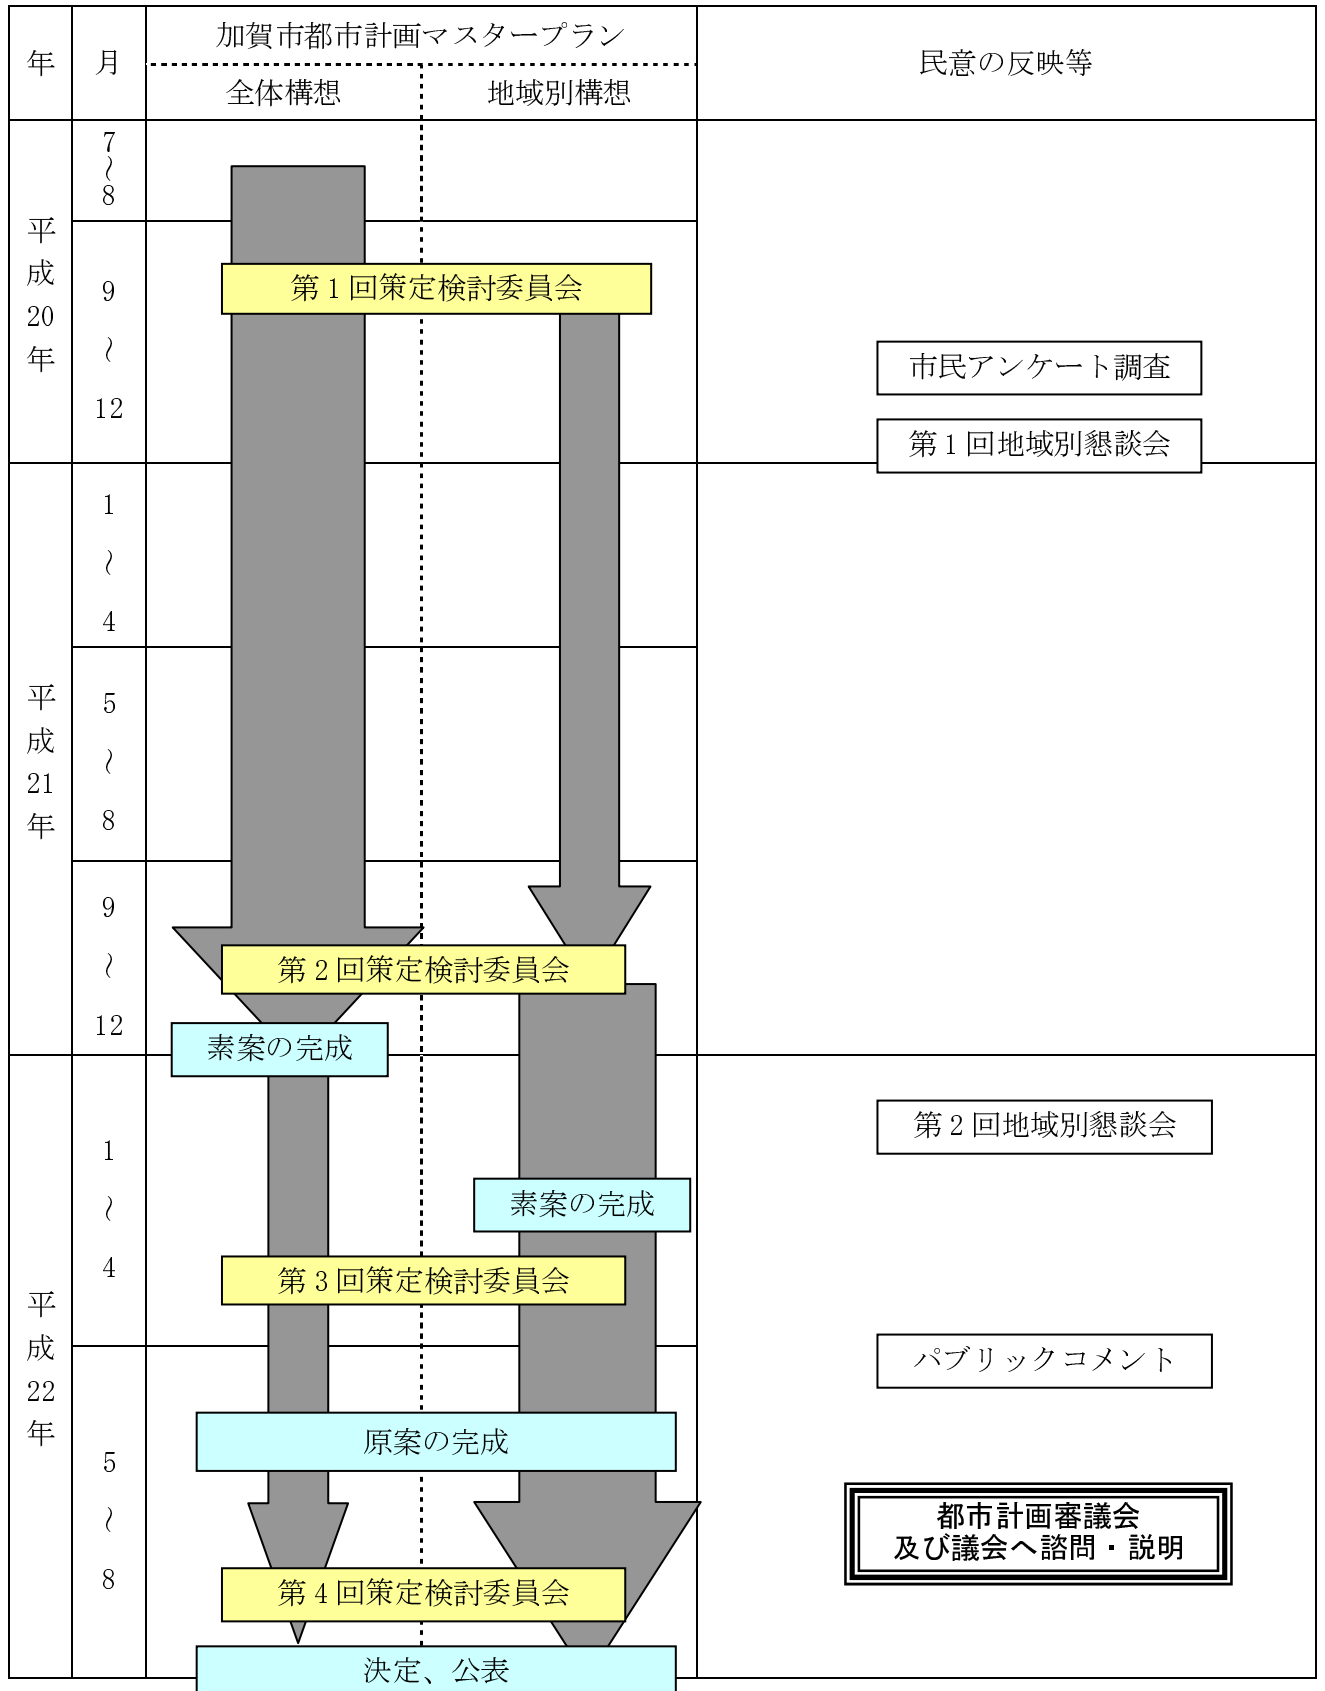 年
月
加賀市都市計画マスタープラン
全体構想
地域別構想
民意の反映等
平成20年
7～8
9～12
第1回策定検討委員会
市民アンケート調査
第1回地域別懇談会
平成21年
1～4
5～8
9～12
第2回策定検討委員会
素案の完成
平成22年
1～4
第2回地域別懇談会
素案の完成
第3回策定検討委員会
5～8
パブリックコメント
原案の完成
都市計画審議会
及び議会へ諮問・説明
第4回策定検討委員会
決定、公表